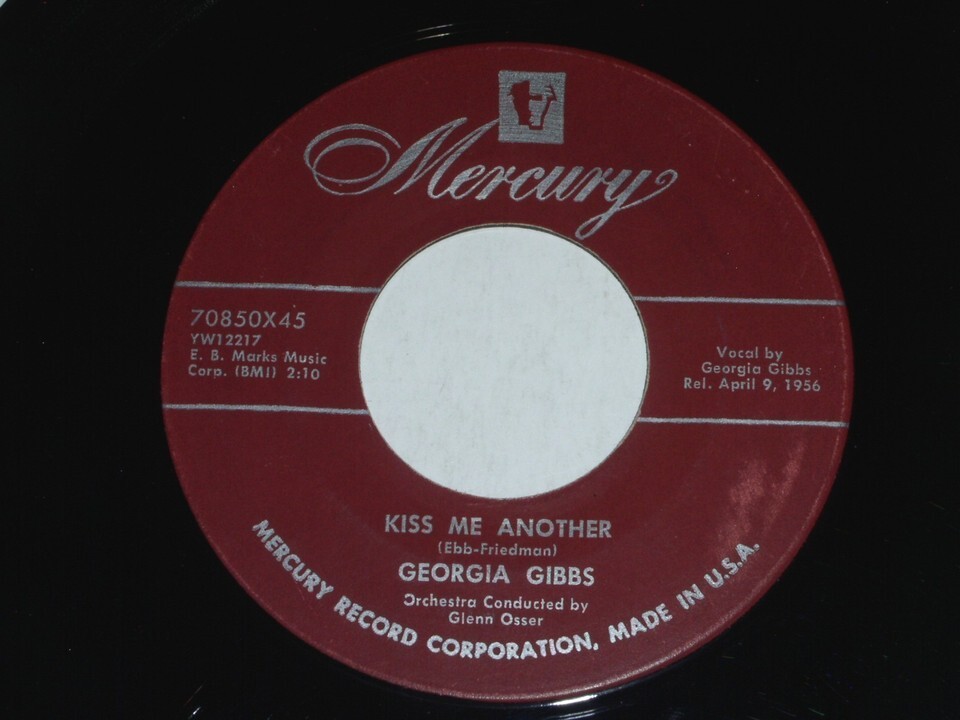 Mercury
70850X45
YW12217
E. B. Marks Music
Corp. (BMI) 2:10
Vocal by
Georgia Gibbs
Rel. April 9, 1956
KISS ME ANOTHER
(Ebb-Friedman)
GEORGIA GIBBS
Orchestra Conducted by
Glenn Osser
MERCURY RECORD CORPORATION, MADE IN U.S.A.